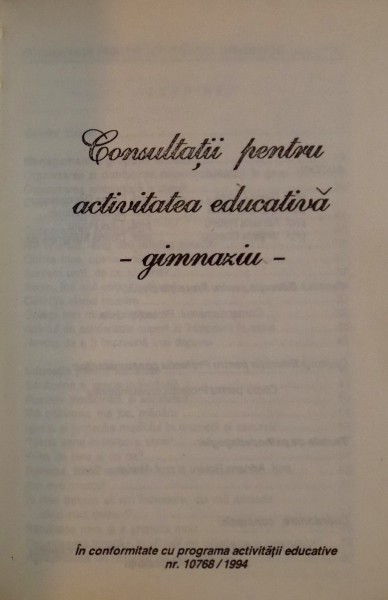 Consultații pentru
activitatea educativă
- gimnaziu -
În conformitate cu programa activității educative
nr. 10768 / 1994